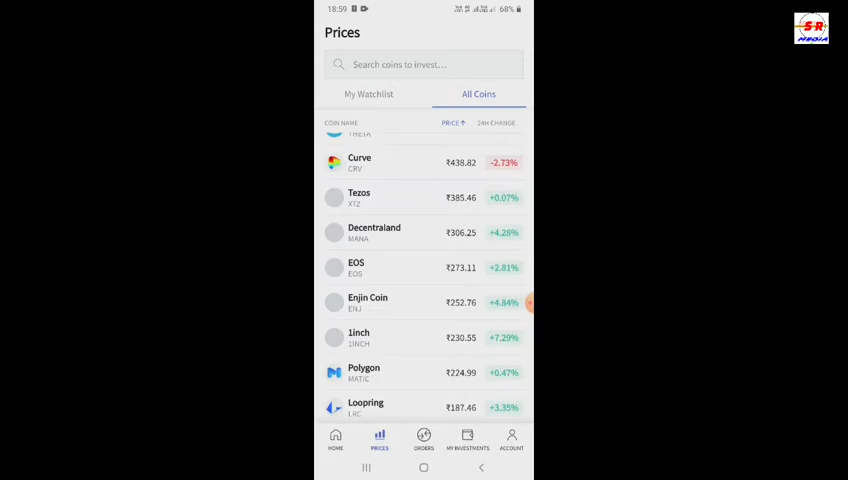 18:59
68%
S R
MEDIA
Prices
Search coins to invest...
My Watchlist
All Coins
COIN NAME
PRICE↑
24H CHANGE
THETA
Curve
CRV
₹438.82
-2.73%
Tezos
XTZ
₹385.46
+0.07%
Decentraland
MANA
₹306.25
+4.28%
EOS
EOS
₹273.11
+2.81%
Enjin Coin
ENJ
₹252.76
+4.84%
1inch
1INCH
₹230.55
+7.29%
Polygon
MATIC
₹224.99
+0.47%
Loopring
LRC
₹187.46
+3.35%
HOME
PRICES
ORDERS
MY INVESTMENTS
ACCOUNT